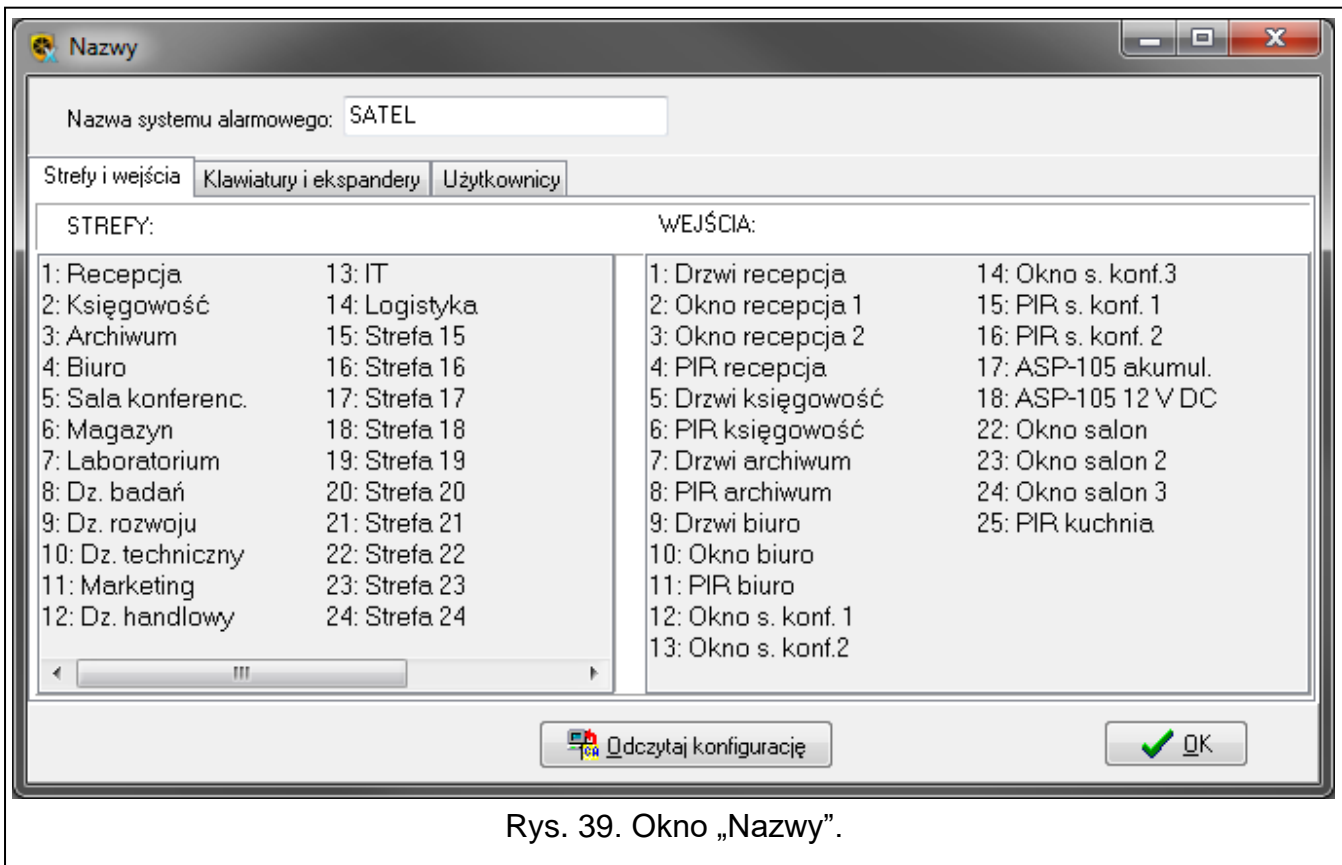 Nazwy
Nazwa systemu alarmowego: SATEL
Strefy i wejścia Klawiatury i ekspandery Użytkownicy
STREFY:
1: Recepcja
2: Księgowość
3: Archiwum
4: Biuro
5: Sala konferenc.
6: Magazyn
7: Laboratorium
8: Dz. badań
9: Dz. rozwoju
10: Dz. techniczny
11: Marketing
12: Dz. handlowy
13: IT
14: Logistyka
15: Strefa 15
16: Strefa 16
17: Strefa 17
18: Strefa 18
19: Strefa 19
20: Strefa 20
21: Strefa 21
22: Strefa 22
23: Strefa 23
24: Strefa 24
WEJŚCIA:
1: Drzwi recepcja
2: Okno recepcja 1
3: Okno recepcja 2
4: PIR recepcja
5: Drzwi księgowość
6: PIR księgowość
7: Drzwi archiwum
8: PIR archiwum
9: Drzwi biuro
10: Okno biuro
11: PIR biuro
12: Okno s. konf. 1
13: Okno s. konf.2
14: Okno s. konf.3
15: PIR s. konf. 1
16: PIR s. konf. 2
17: ASP-105 akumul.
18: ASP-105 12 V DC
22: Okno salon
23: Okno salon 2
24: Okno salon 3
25: PIR kuchnia
Odczytaj konfigurację
OK
Rys. 39. Okno „Nazwy”.